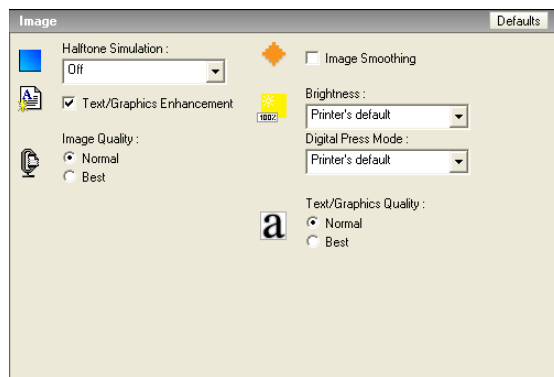 Image
Defaults
Halftone Simulation :
Off
Text/Graphics Enhancement
Image Quality :
Normal
Best
Image Smoothing
100%
Brightness :
Printer's default
Digital Press Mode :
Printer's default
a
Text/Graphics Quality :
Normal
Best
A